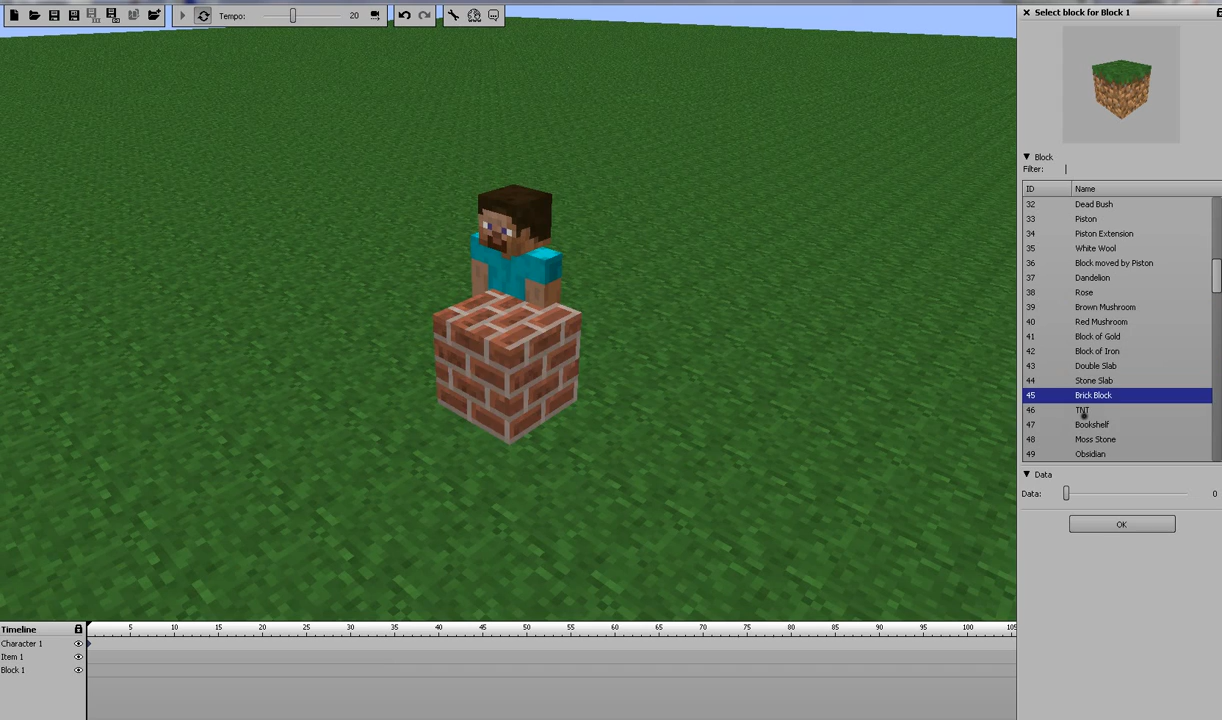 Tempo: 20
Select block for Block 1
Block
Filter:
ID Name
32 Dead Bush
33 Piston
34 Piston Extension
35 White Wool
36 Block moved by Piston
37 Dandelion
38 Rose
39 Brown Mushroom
40 Red Mushroom
41 Block of Gold
42 Block of Iron
43 Double Slab
44 Stone Slab
45 Brick Block
46 TNT
47 Bookshelf
48 Moss Stone
49 Obsidian
Data
Data: 0
OK
Timeline 5 10 15 20 25 30 35 40 45 50 55 60 65 70 75 80 85 90 95 100 105
Character 1
Item 1
Block 1